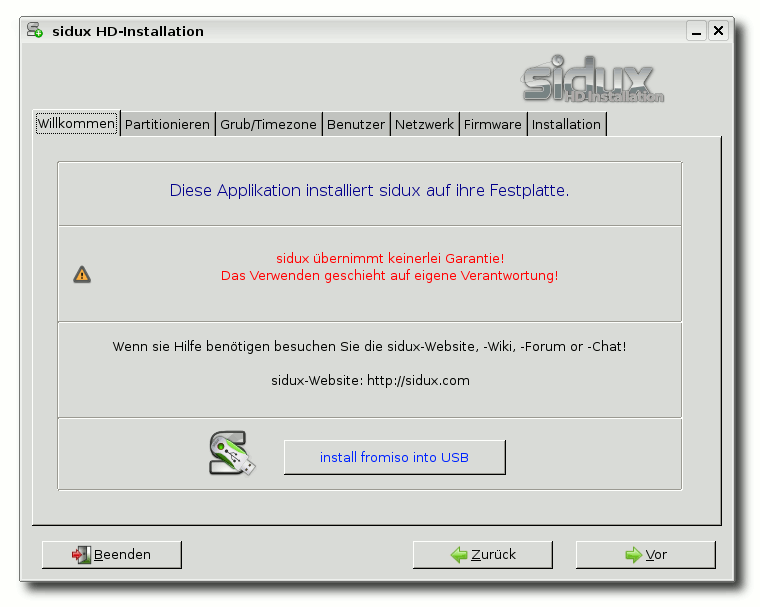 sidux HD-Installation
sidux
HD-Installation
Willkommen Partitionieren Grub/Timezone Benutzer Netzwerk Firmware Installation
Diese Applikation installiert sidux auf ihre Festplatte.
sidux übernimmt keinerlei Garantie!
Das Verwenden geschieht auf eigene Verantwortung!
Wenn sie Hilfe benötigen besuchen Sie die sidux-Website, -Wiki, -Forum or -Chat!
sidux-Website: http://sidux.com
install fromiso into USB
Beenden Zurück Vor